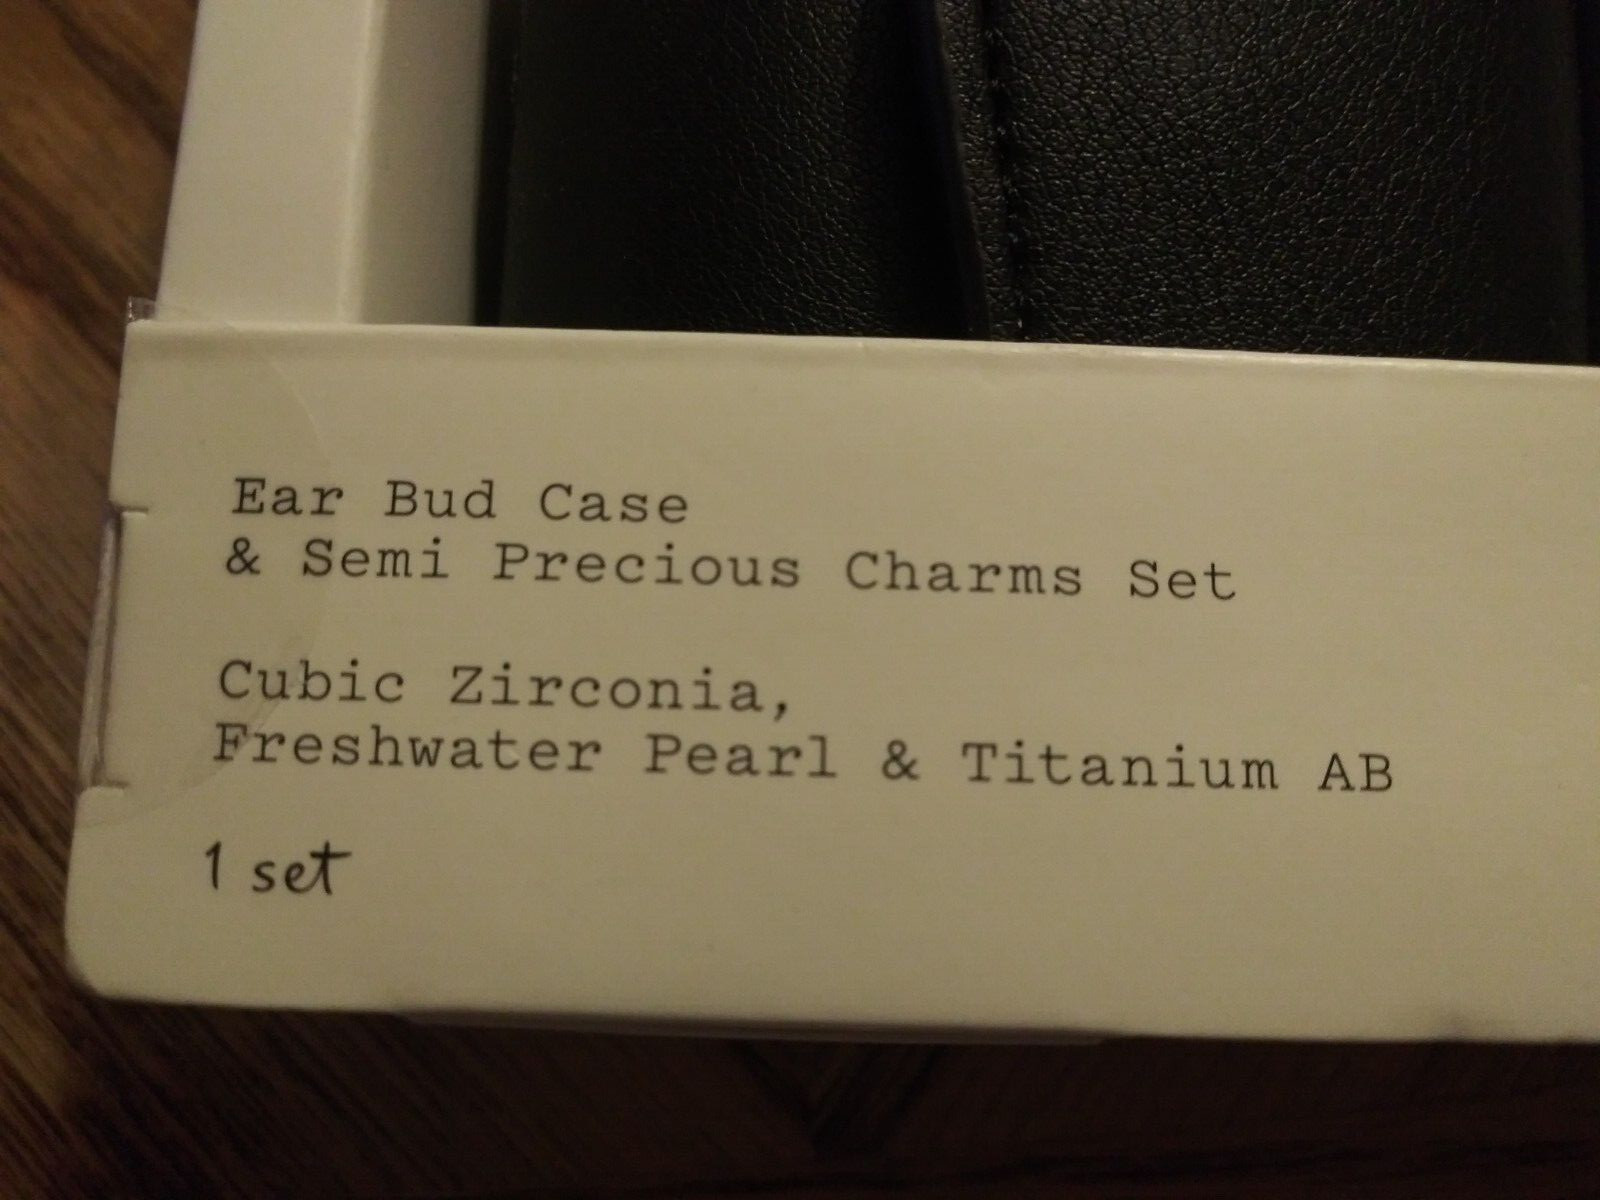 Ear Bud Case
& Semi Precious Charms Set
Cubic Zirconia,
Freshwater Pearl & Titanium AB
1 set